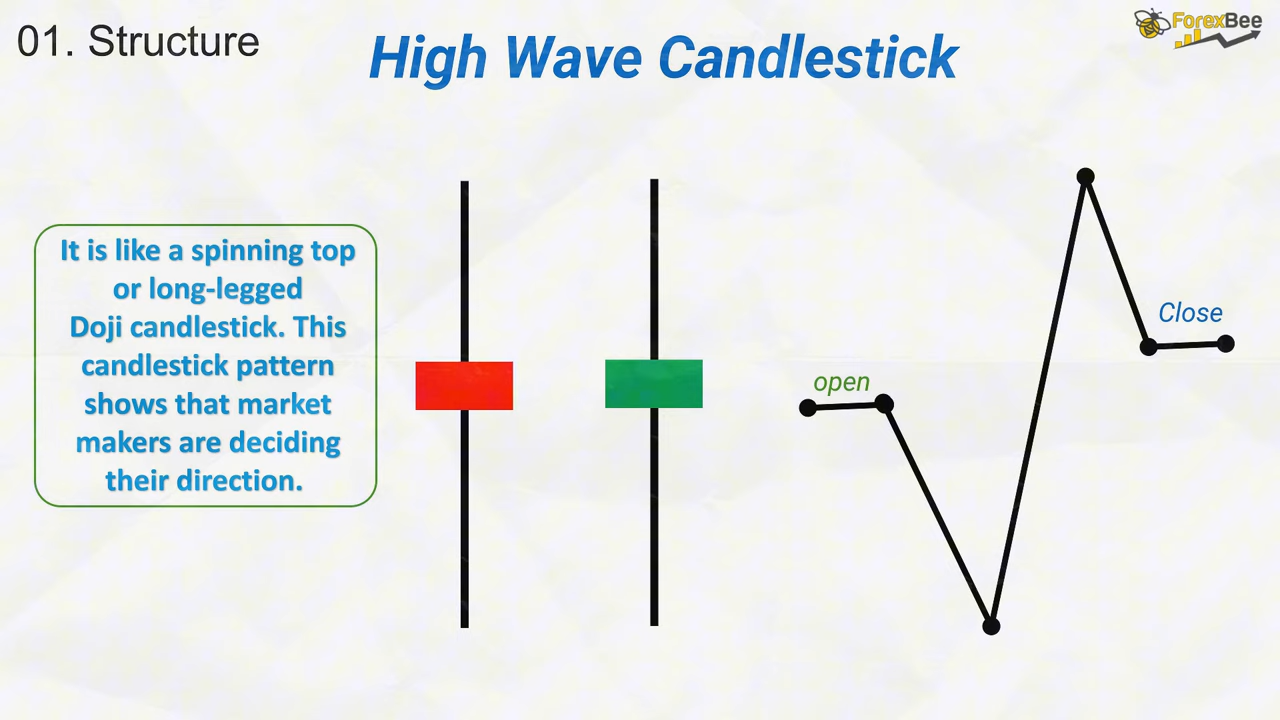 01. Structure
High Wave Candlestick
ForexBee
It is like a spinning top
or long-legged
Doji candlestick. This
candlestick pattern
shows that market
makers are deciding
their direction.
open
Close